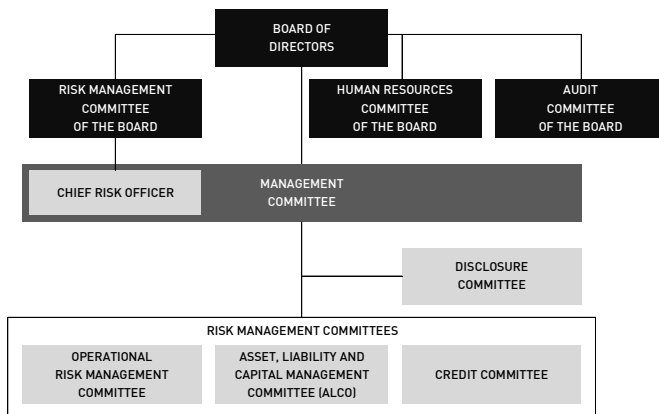 BOARD OF
DIRECTORS
RISK MANAGEMENT
COMMITTEE
OF THE BOARD
HUMAN RESOURCES
COMMITTEE
OF THE BOARD
AUDIT
COMMITTEE
OF THE BOARD
CHIEF RISK OFFICER
MANAGEMENT
COMMITTEE
DISCLOSURE
COMMITTEE
RISK MANAGEMENT COMMITTEES
OPERATIONAL
RISK MANAGEMENT
COMMITTEE
ASSET, LIABILITY AND
CAPITAL MANAGEMENT
COMMITTEE (ALCO)
CREDIT COMMITTEE